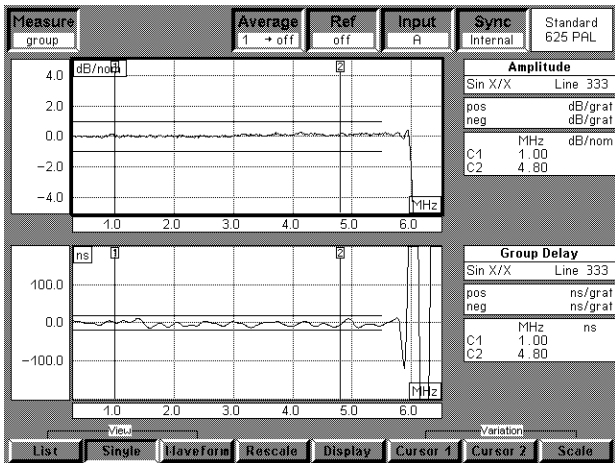 Measure
group
Average
1 → off
Ref
off
Input
A
Sync
Internal
Standard
625 PAL
dB/nom
1
2
4.0
2.0
0.0
-2.0
-4.0
MHz
1.0 2.0 3.0 4.0 5.0 6.0
Amplitude
Sin X/X Line 333
pos dB/grat
neg dB/grat
MHz dB/nom
C1 1.00
C2 4.80
ns
1
2
100.0
0.0
-100.0
MHz
1.0 2.0 3.0 4.0 5.0 6.0
Group Delay
Sin X/X Line 333
pos ns/grat
neg ns/grat
MHz ns
C1 1.00
C2 4.80
View
Variation
List Single Waveform Rescale Display Cursor 1 Cursor 2 Scale